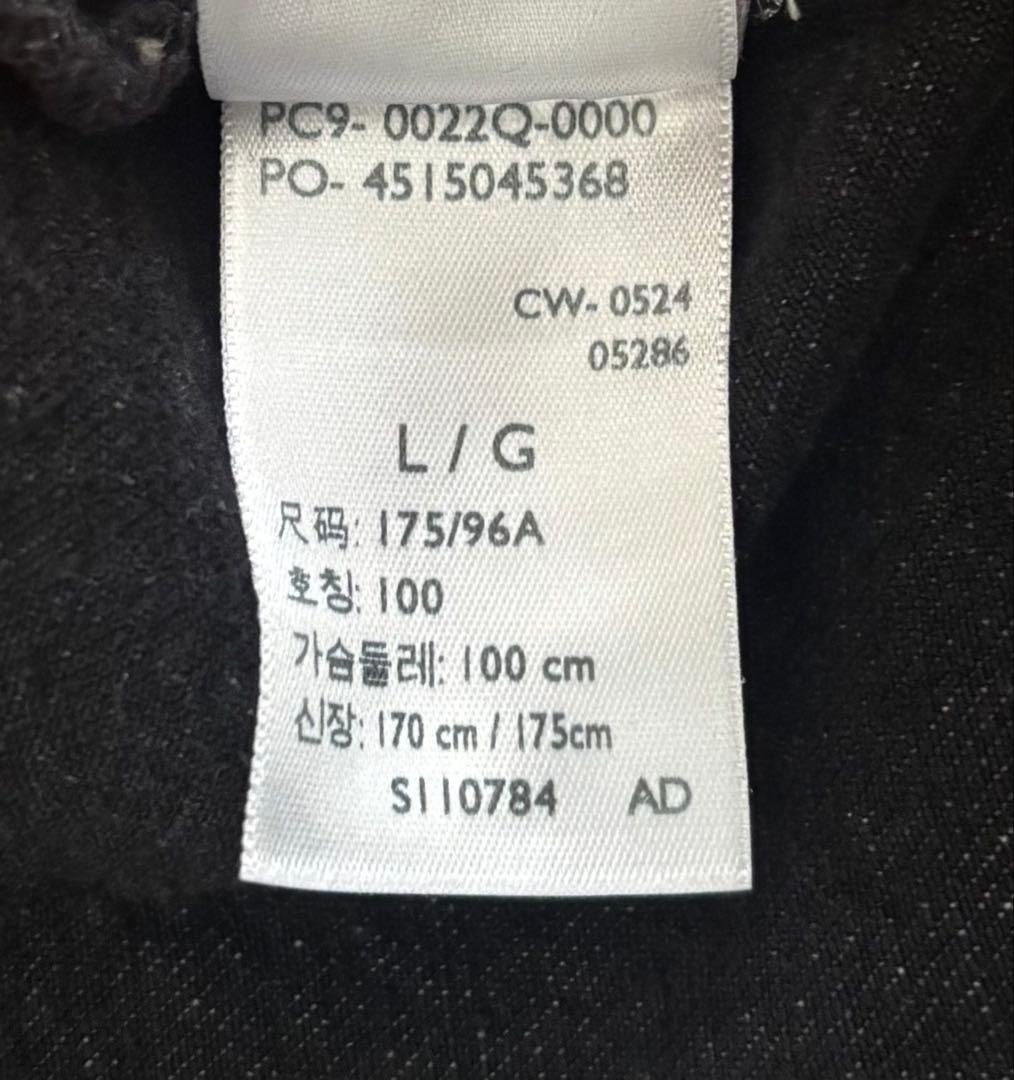 PC9- 0022Q-0000
PO- 4515045368
CW- 0524
05286
L / G
尺码: 175/96A
호칭: 100
가슴둘레: 100 cm
신장: 170 cm / 175cm
S110784 AD